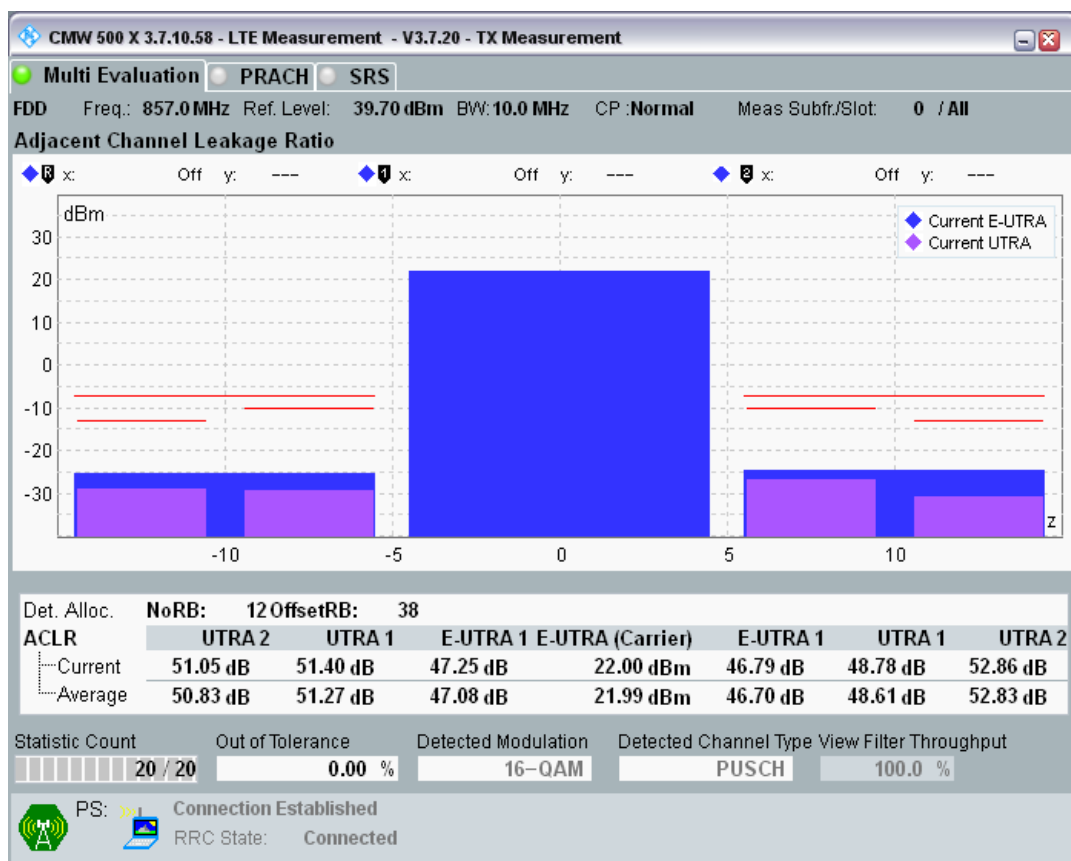 CMW 500 X 3.7.10.58 - LTE Measurement - V3.7.20 - TX Measurement
Multi Evaluation PRACH SRS
FDD Freq.: 857.0 MHz Ref. Level: 39.70 dBm BW: 10.0 MHz CP :Normal Meas Subfr./Slot: 0 / All
Adjacent Channel Leakage Ratio
R x: Off y: --- 1 x: Off y: --- 2 x: Off y: ---
dBm
Current E-UTRA
Current UTRA
30
20
10
0
-10
-20
-30
z
-10 -5 0 5 10
Det. Alloc. NoRB: 12 OffsetRB: 38
ACLR UTRA 2 UTRA 1 E-UTRA 1 E-UTRA (Carrier) E-UTRA 1 UTRA 1 UTRA 2
Current 51.05 dB 51.40 dB 47.25 dB 22.00 dBm 46.79 dB 48.78 dB 52.86 dB
Average 50.83 dB 51.27 dB 47.08 dB 21.99 dBm 46.70 dB 48.61 dB 52.83 dB
Statistic Count Out of Tolerance Detected Modulation Detected Channel Type View Filter Throughput
20 / 20 0.00 % 16-QAM PUSCH 100.0 %
PS: Connection Established
RRC State: Connected